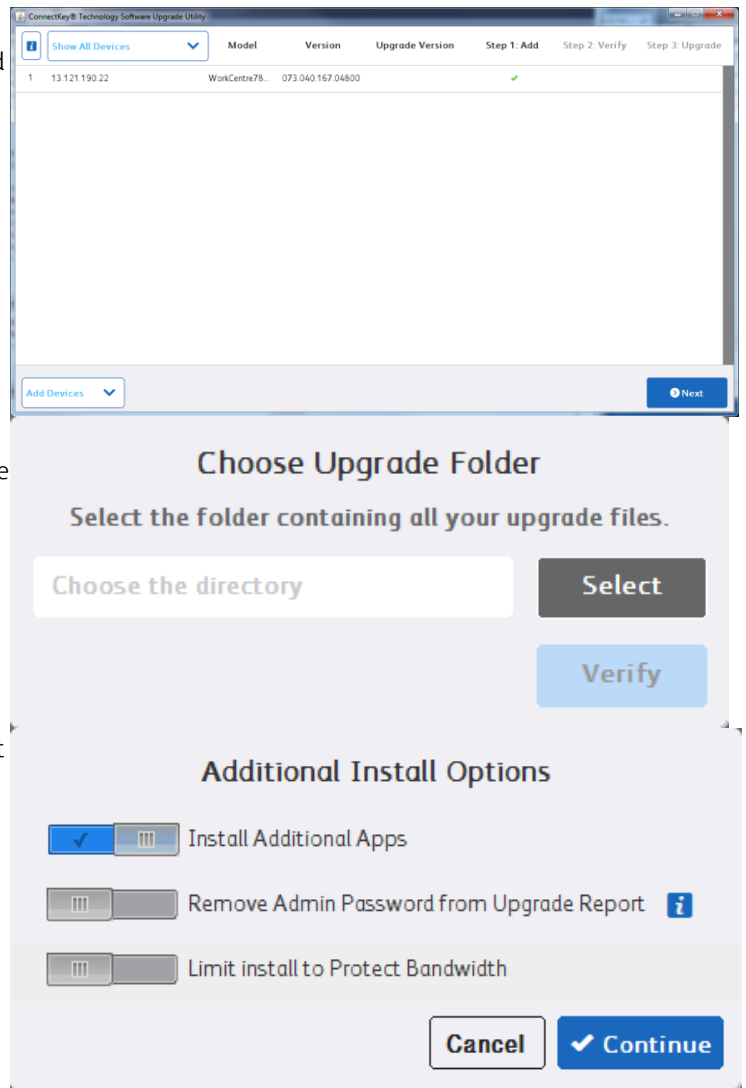 ConnectKey® Technology Software Upgrade Utility
Show All Devices Model Version Upgrade Version Step 1: Add Step 2: Verify Step 3: Upgrade
1 13.121.190.22 WorkCentre78... 073.040.167.04800
Add Devices Next
Choose Upgrade Folder
Select the folder containing all your upgrade files.
Choose the directory Select
Verify
Additional Install Options
Install Additional Apps
Remove Admin Password from Upgrade Report i
Limit install to Protect Bandwidth
Cancel Continue